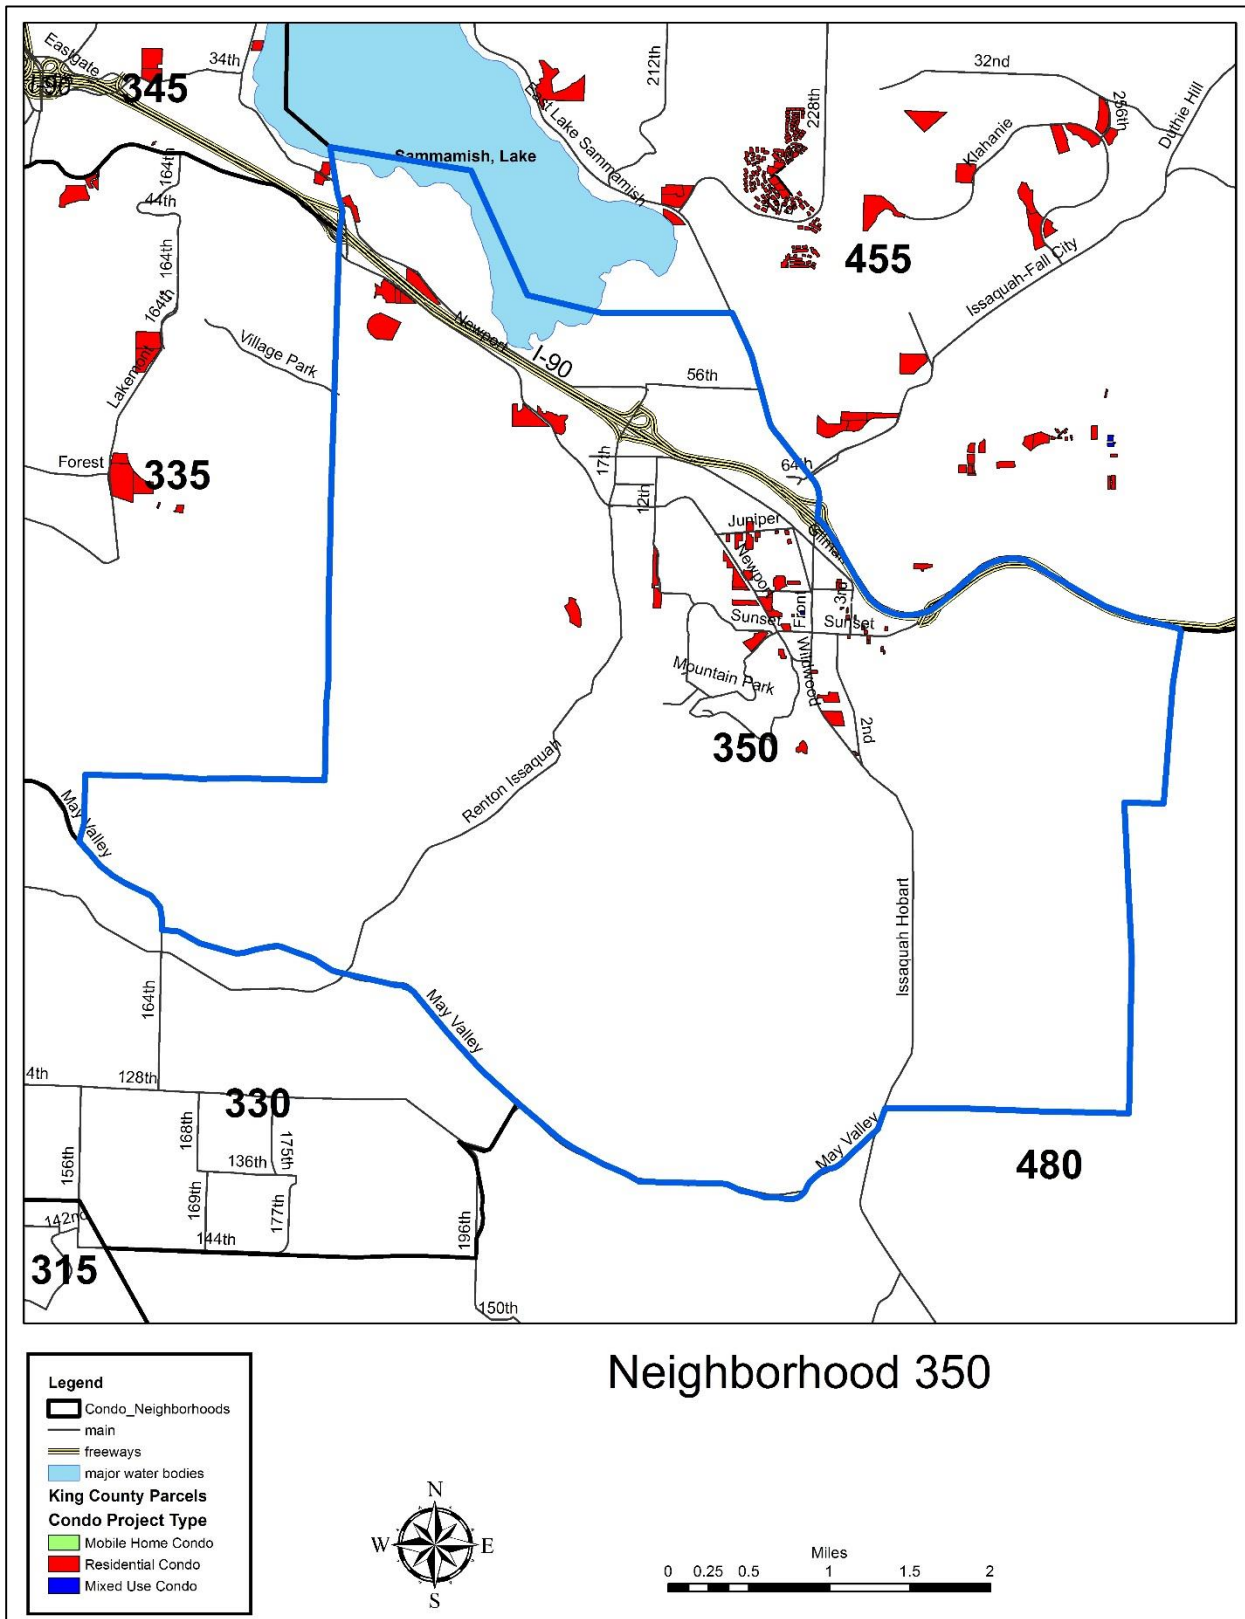 Eastgate
I-90
345
34th
212th
32nd
256th
Duthie Hill
228th
East Lake Sammamish
Klahanie
Sammamish, Lake
164th
44th
164th
164th
455
Issaquah-Fall City
Village Park
Lakemont
Newport
I-90
56th
Forest
335
17th
12th
64th
Juniper
Gilman
Newport
Front
3rd
Sunset
Sunset
Mountain Park
Wildwood
2nd
350
Renton Issaquah
May Valley
Issaquah Hobart
164th
May Valley
4th
128th
330
168th
175th
136th
156th
169th
177th
May Valley
480
142nd
144th
196th
315
150th
Neighborhood 350
Legend
Condo_Neighborhoods
main
freeways
major water bodies
King County Parcels
Condo Project Type
Mobile Home Condo
Residential Condo
Mixed Use Condo
N
W E
S
Miles
0 0.25 0.5 1 1.5 2